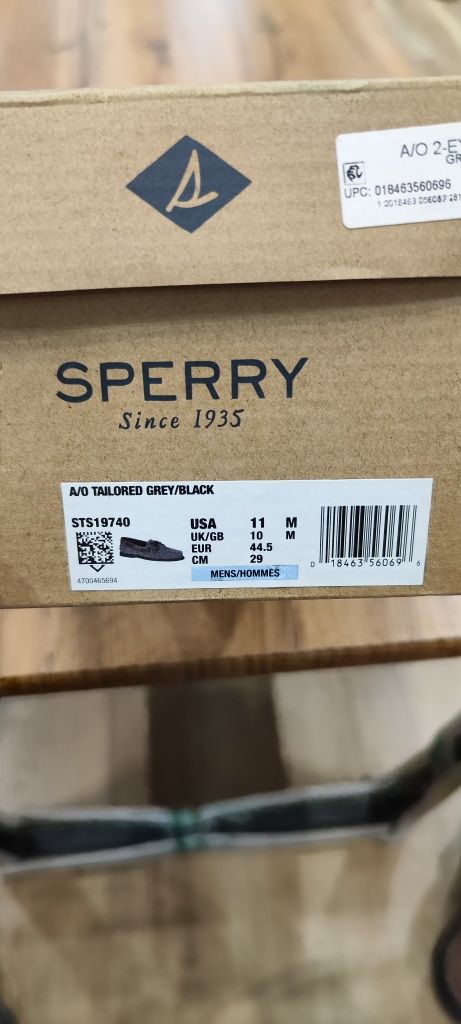 A/O 2-EY
GR
UPC: 018463560696
SPERRY
Since 1935
A/O TAILORED GREY/BLACK
STS19740
USA 11 M
UK/GB 10 M
EUR 44.5
CM 29
MENS/HOMMES
4700465694
0 18463 56069 6